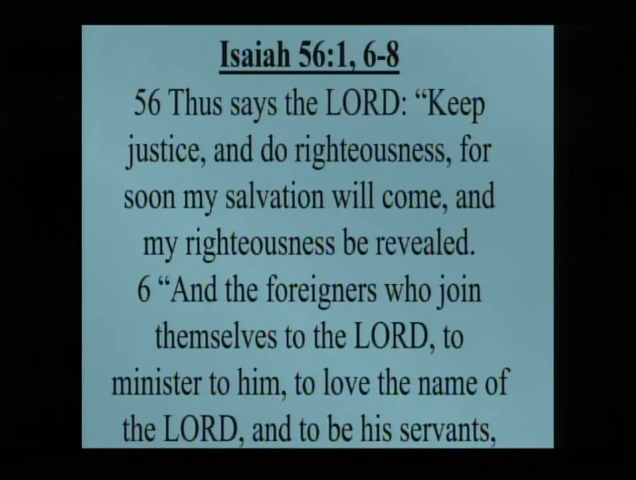 Isaiah 56:1, 6-8
56 Thus says the LORD: “Keep
justice, and do righteousness, for
soon my salvation will come, and
my righteousness be revealed.
6 “And the foreigners who join
themselves to the LORD, to
minister to him, to love the name of
the LORD, and to be his servants,